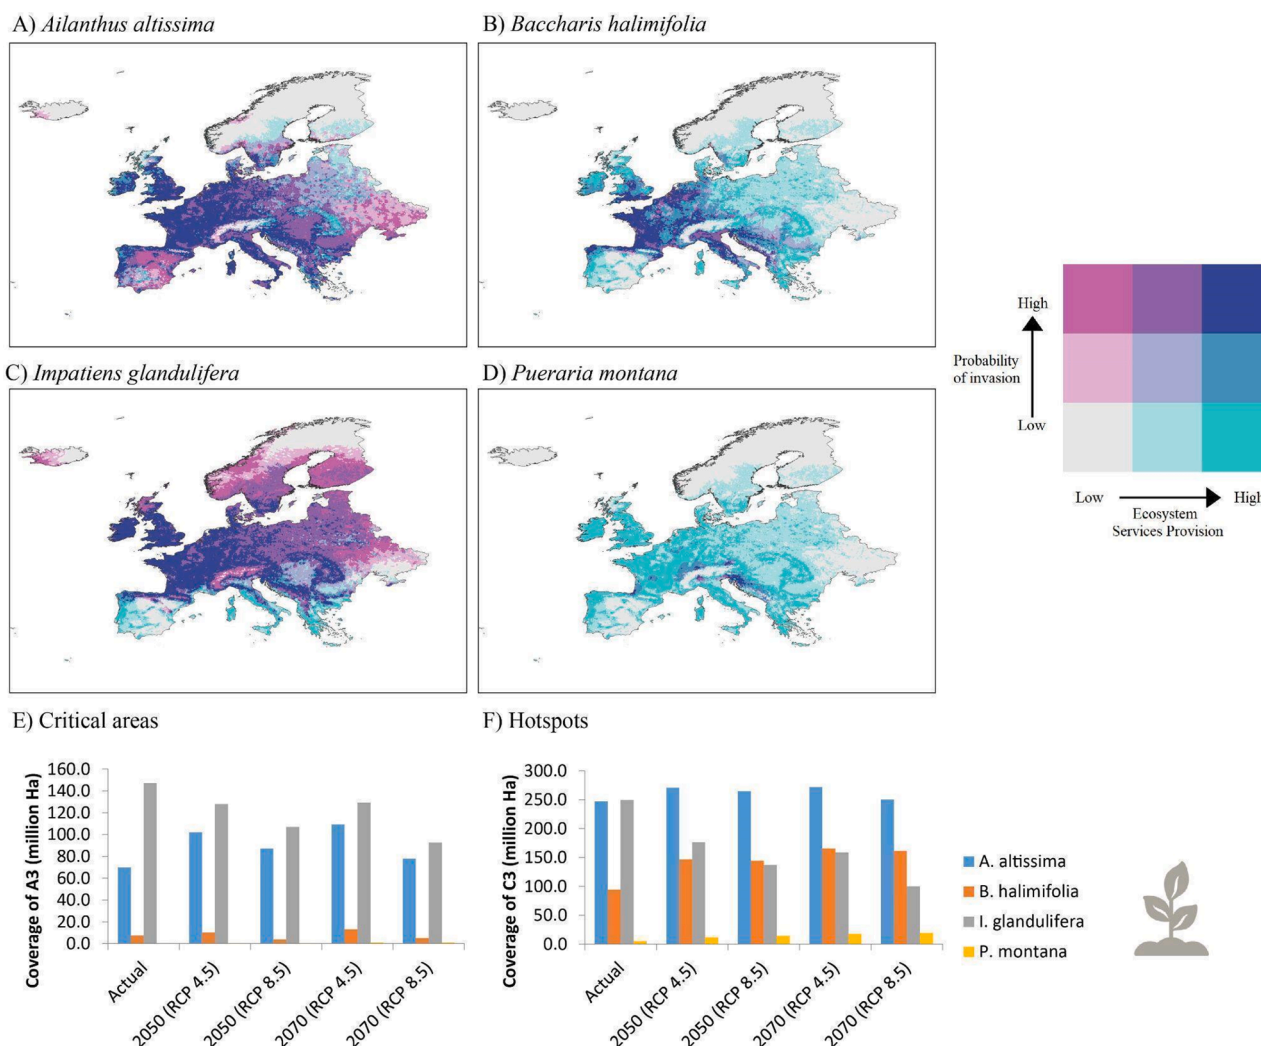 A) Ailanthus altissima
B) Baccharis halimifolia
C) Impatiens glandulifera
D) Pueraria montana
High
Probability
of invasion
Low
Low
High
Ecosystem
Services Provision
E) Critical areas
Coverage of A3 (million Ha)
160.0
140.0
120.0
100.0
80.0
60.0
40.0
20.0
0.0
Actual
2050 (RCP 4.5)
2050 (RCP 8.5)
2070 (RCP 4.5)
2070 (RCP 8.5)
F) Hotspots
Coverage of C3 (million Ha)
300.0
250.0
200.0
150.0
100.0
50.0
0.0
Actual
2050 (RCP 4.5)
2050 (RCP 8.5)
2070 (RCP 4.5)
2070 (RCP 8.5)
A. altissima
B. halimifolia
I. glandulifera
P. montana